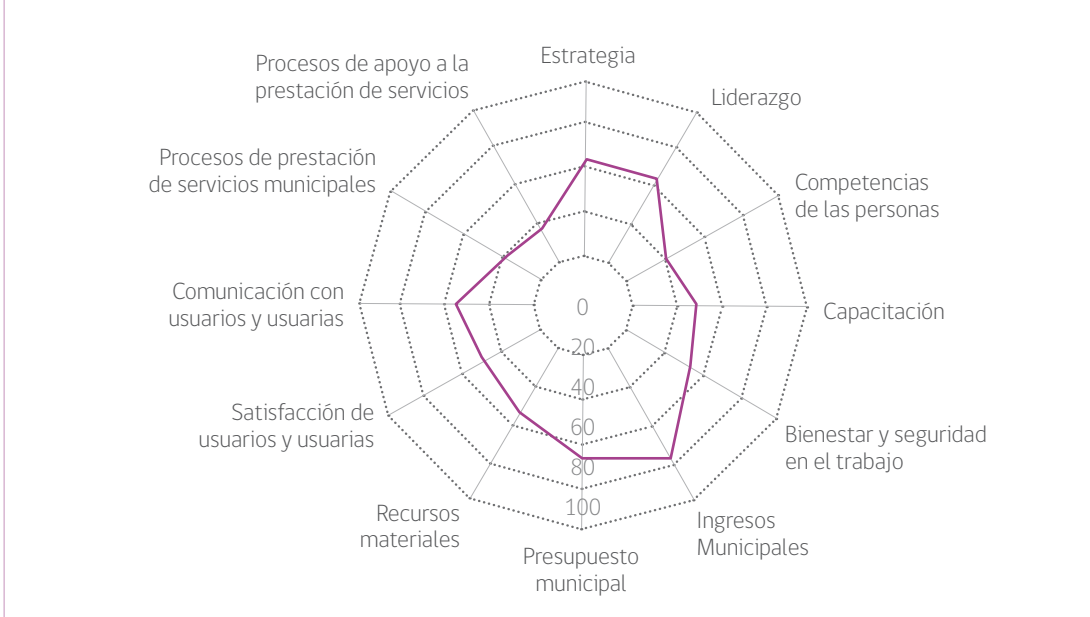 Estrategia
Liderazgo
Competencias
de las personas
Capacitación
Bienestar y seguridad
en el trabajo
Ingresos
Municipales
Presupuesto
municipal
Recursos
materiales
Satisfacción de
usuarios y usuarias
Comunicación con
usuarios y usuarias
Procesos de prestación
de servicios municipales
Procesos de apoyo a la
prestación de servicios
0
20
40
60
80
100